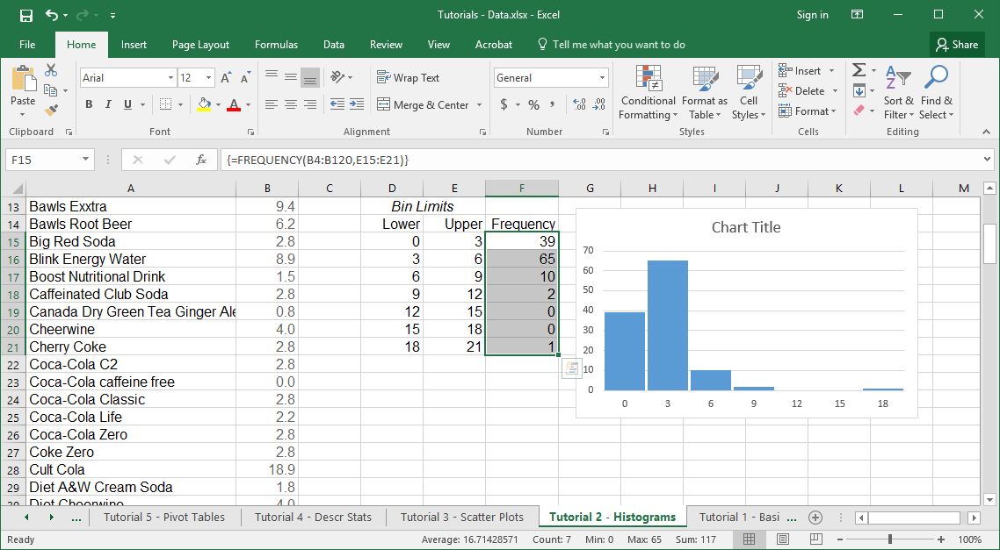 Tutorials - Data.xlsx - Excel Sign in
File Home Insert Page Layout Formulas Data Review View Acrobat Tell me what you want to do Share
Arial 12 A A Wrap Text General Insert
Paste B I U A Merge & Center $ % , .0 .00 Conditional Formatting Format as Table Cell Styles Delete Format Sort & Filter Find & Select
Clipboard Font Alignment Number Styles Cells Editing
F15 fx {=FREQUENCY(B4:B120,E15:E21)}
A B C D E F G H I J K L M
13 Bawls Exxtra 9.4 Bin Limits
14 Bawls Root Beer 6.2 Lower Upper Frequency
15 Big Red Soda 2.8 0 3 39
16 Blink Energy Water 8.9 3 6 65
17 Boost Nutritional Drink 1.5 6 9 10
18 Caffeinated Club Soda 2.8 9 12 2
19 Canada Dry Green Tea Ginger Ale 0.8 12 15 0
20 Cheerwine 4.0 15 18 0
21 Cherry Coke 2.8 18 21 1
22 Coca-Cola C2 2.8
23 Coca-Cola caffeine free 0.0
24 Coca-Cola Classic 2.8
25 Coca-Cola Life 2.2
26 Coca-Cola Zero 2.8
27 Coke Zero 2.8
28 Cult Cola 18.9
29 Diet A&W Cream Soda 1.8
30 Diet Cheerwine 4.0
Chart Title
70
60
50
40
30
20
10
0
0 3 6 9 12 15 18
... Tutorial 5 - Pivot Tables Tutorial 4 - Descr Stats Tutorial 3 - Scatter Plots Tutorial 2 - Histograms Tutorial 1 - Basi ...
Ready Average: 16.71428571 Count: 7 Min: 0 Max: 65 Sum: 117 100%